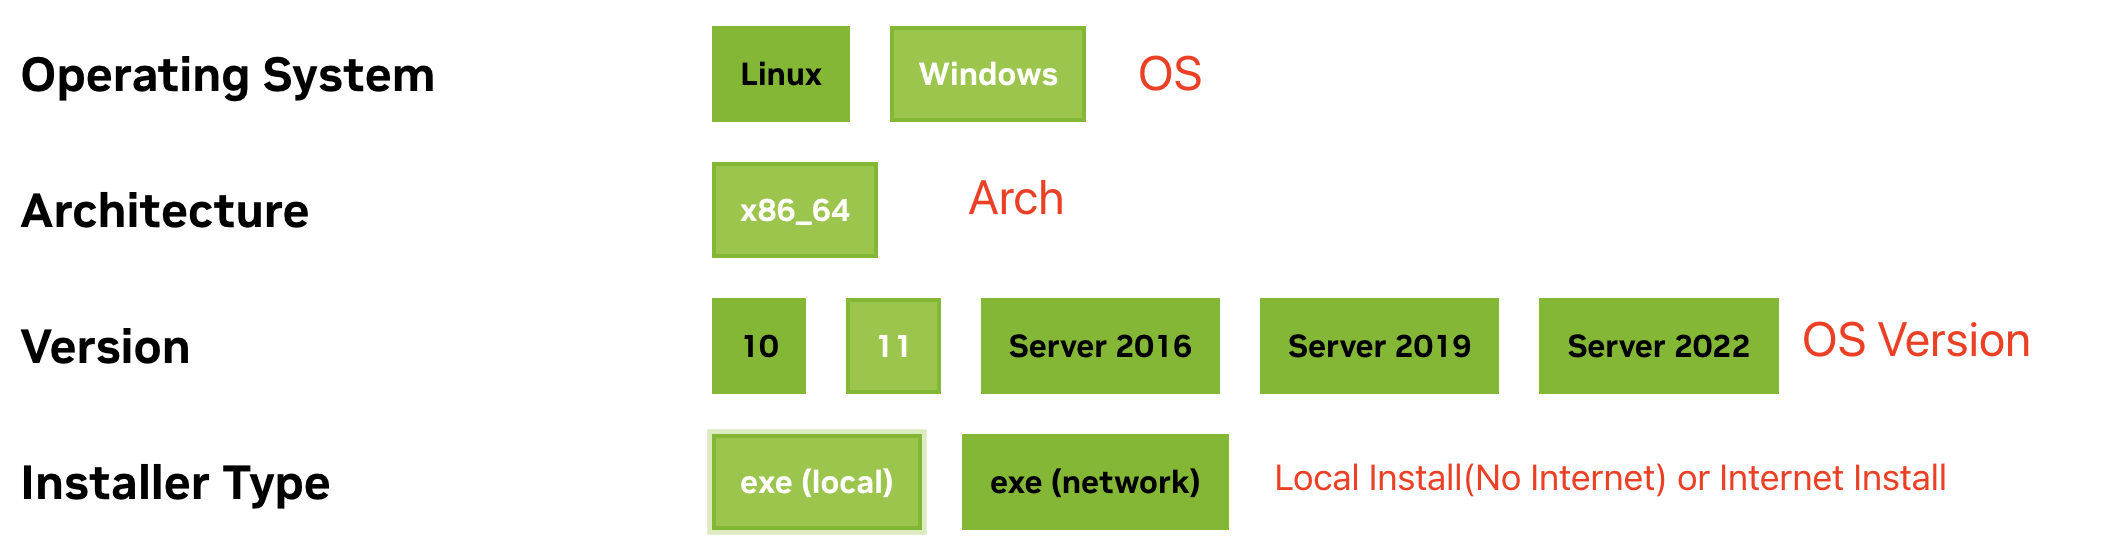 Operating System Linux Windows OS
Architecture x86_64 Arch
Version 10 11 Server 2016 Server 2019 Server 2022 OS Version
Installer Type exe (local) exe (network) Local Install(No Internet) or Internet Install